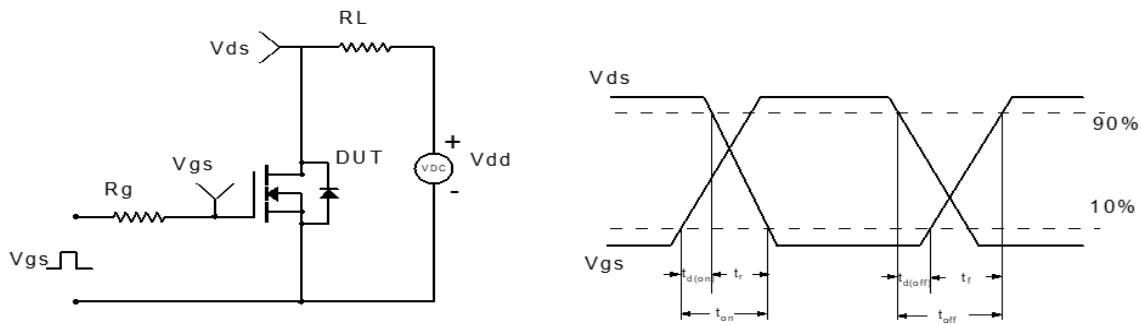 RL
Vds
Vgs
DUT
VDC
+
Vdd
-
Rg
Vgs
Vds
90%
10%
Vgs
td(on)
tr
td(off)
tf
ton
toff